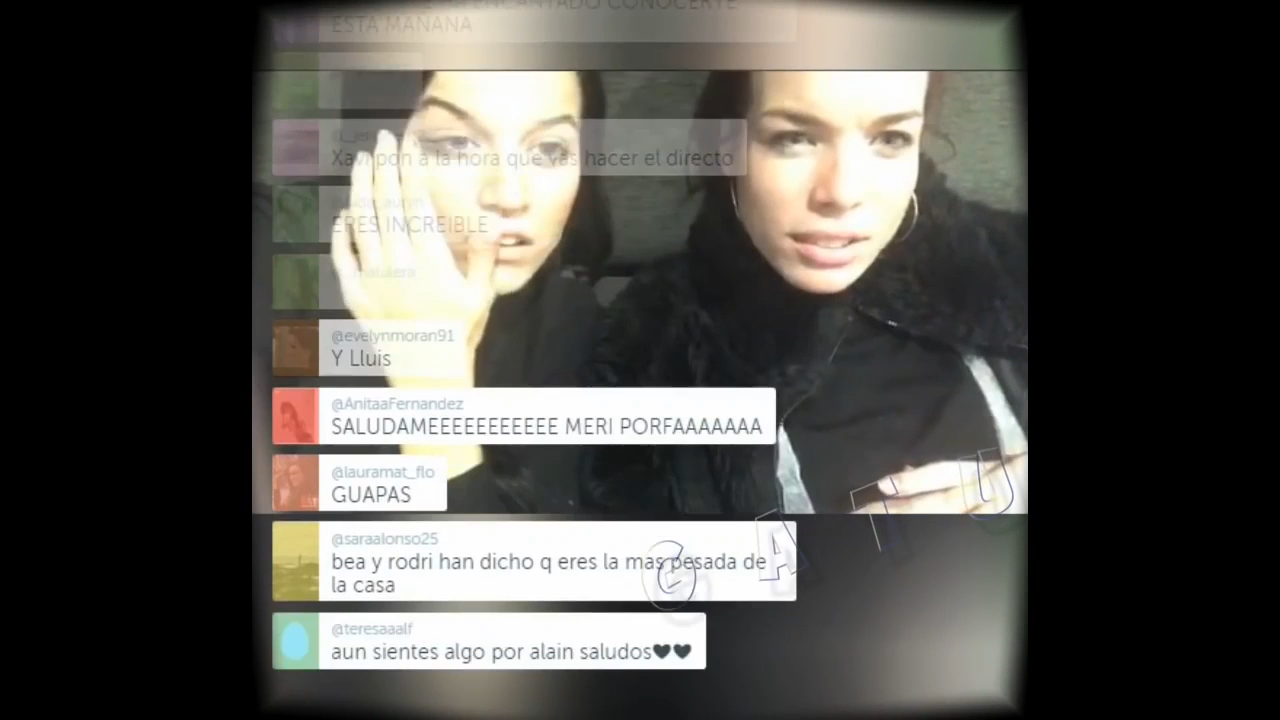 ENCANTADO CONOCERTE
ESTA MAÑANA
Xavi pon a la hora que vas hacer el directo
ERES INCREIBLE
@evelynmoran91
Y Lluis
@AnitaaFernandez
SALUDAMEEEEEEEEEEE MERI PORFAAAAAAA
@lauramat_flo
GUAPAS
@saraalonso25
bea y rodri han dicho q eres la mas pesada de
la casa
@teresaaalf
aun sientes algo por alain saludos♥♥
G A T U